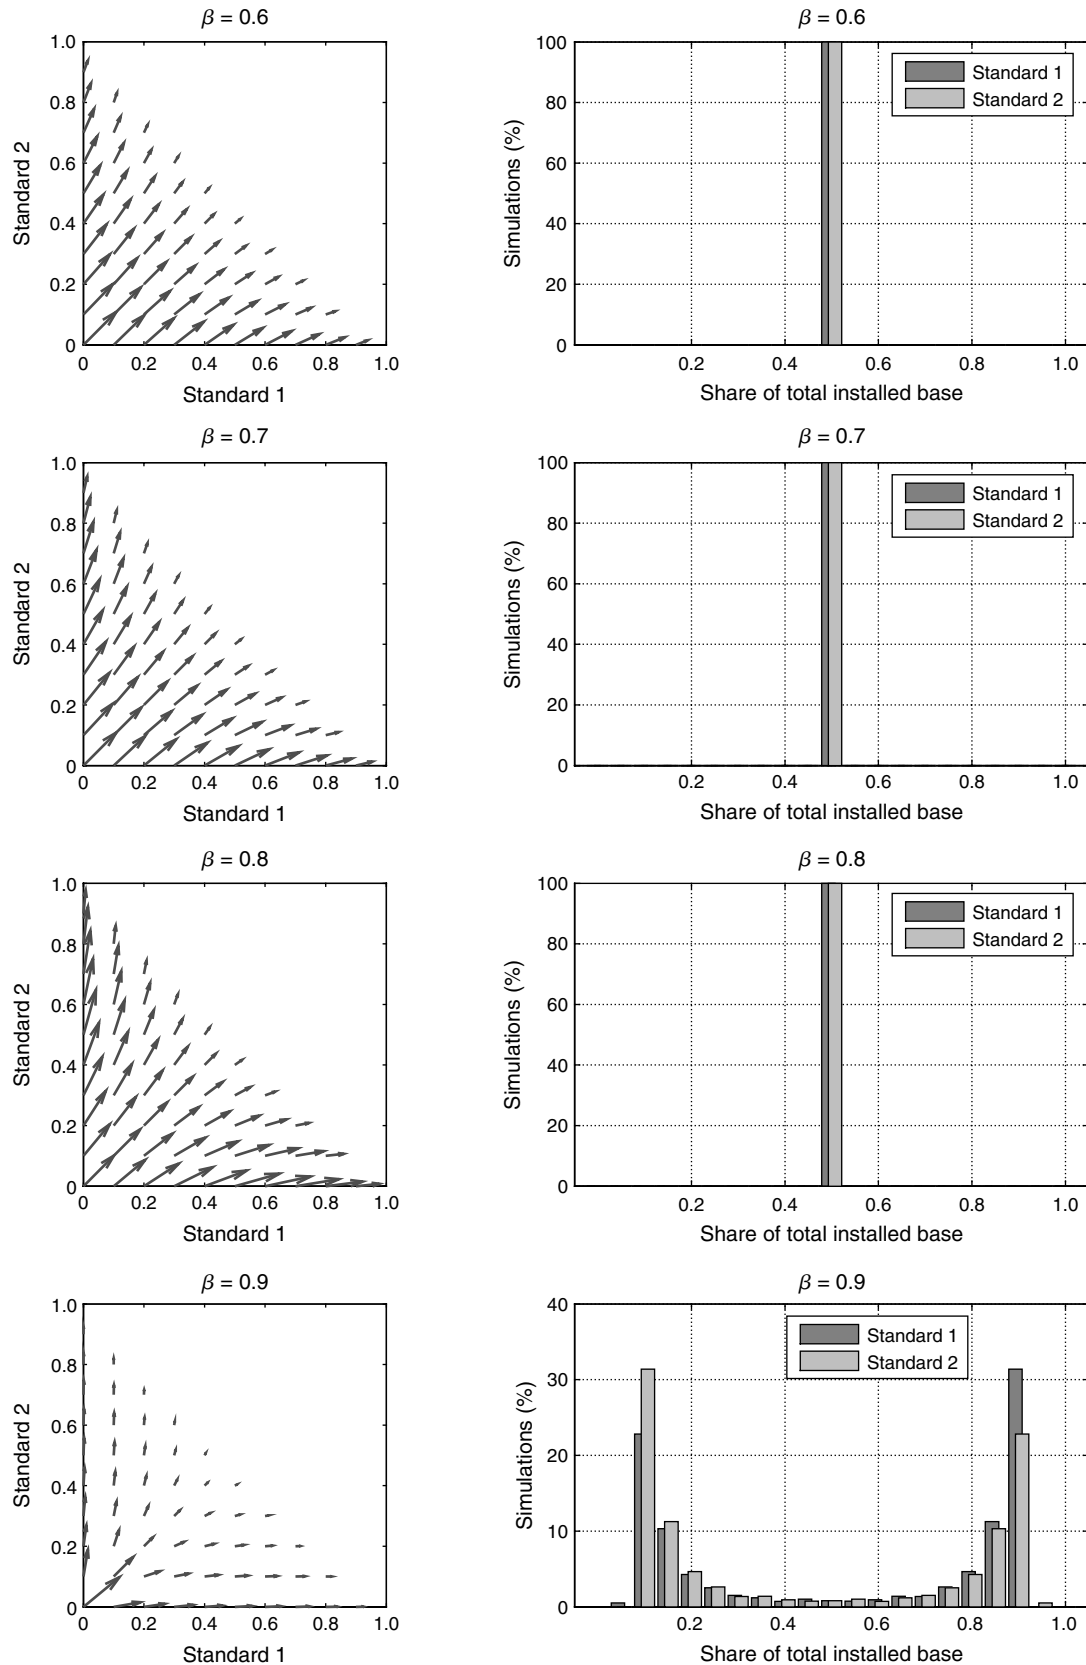 β = 0.6
1.0
0.8
0.6
0.4
0.2
0
Standard 2
0 0.2 0.4 0.6 0.8 1.0
Standard 1
β = 0.6
100
80
60
40
20
0
Simulations (%)
Standard 1
Standard 2
0.2 0.4 0.6 0.8 1.0
Share of total installed base
β = 0.7
1.0
0.8
0.6
0.4
0.2
0
Standard 2
0 0.2 0.4 0.6 0.8 1.0
Standard 1
β = 0.7
100
80
60
40
20
0
Simulations (%)
Standard 1
Standard 2
0.2 0.4 0.6 0.8 1.0
Share of total installed base
β = 0.8
1.0
0.8
0.6
0.4
0.2
0
Standard 2
0 0.2 0.4 0.6 0.8 1.0
Standard 1
β = 0.8
100
80
60
40
20
0
Simulations (%)
Standard 1
Standard 2
0.2 0.4 0.6 0.8 1.0
Share of total installed base
β = 0.9
1.0
0.8
0.6
0.4
0.2
0
Standard 2
0 0.2 0.4 0.6 0.8 1.0
Standard 1
β = 0.9
40
30
20
10
0
Simulations (%)
Standard 1
Standard 2
0.2 0.4 0.6 0.8 1.0
Share of total installed base